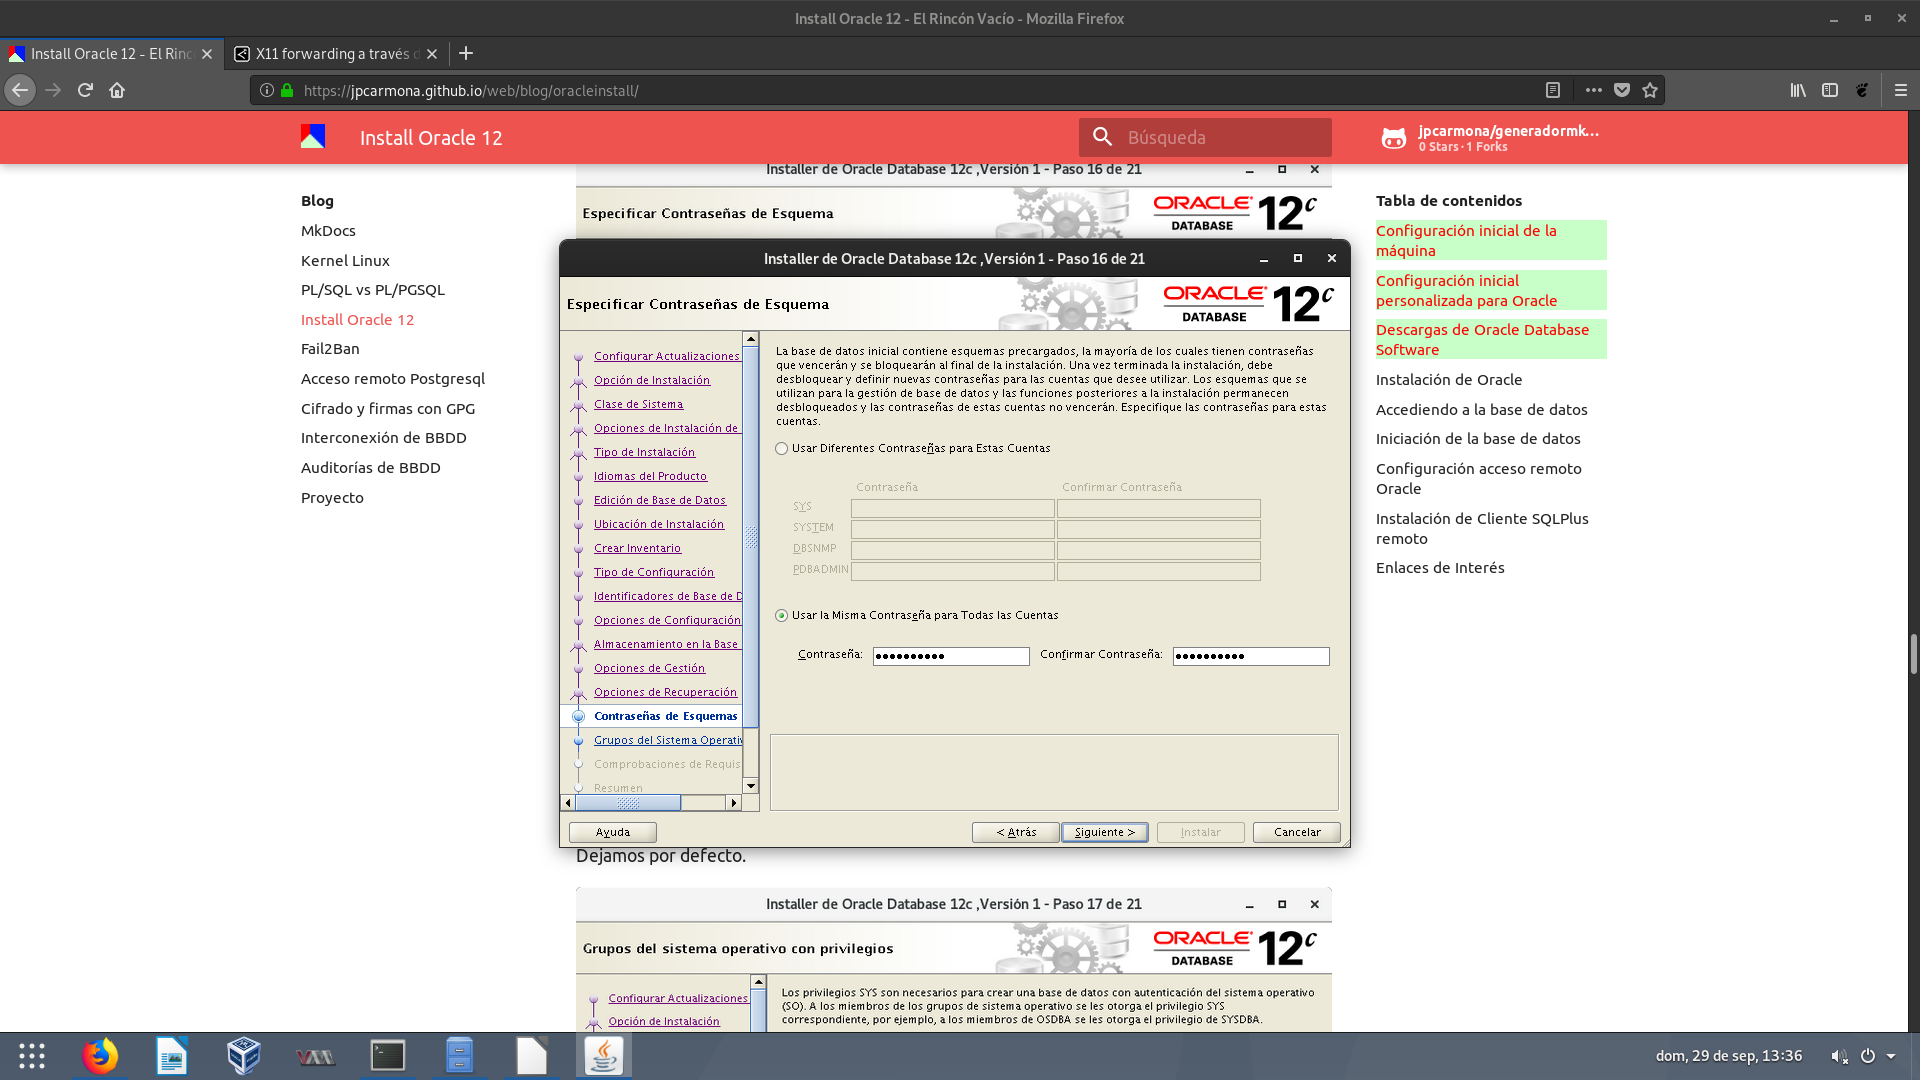 Install Oracle 12 - El Rincón Vacío - Mozilla Firefox
Install Oracle 12 - El Rinc
X11 forwarding a través d
https://jpcarmona.github.io/web/blog/oracleinstall/
Install Oracle 12
Búsqueda
jpcarmona/generadormk...
0 Stars · 1 Forks
Blog
MkDocs
Kernel Linux
PL/SQL vs PL/PGSQL
Install Oracle 12
Fail2Ban
Acceso remoto Postgresql
Cifrado y firmas con GPG
Interconexión de BBDD
Auditorías de BBDD
Proyecto
Installer de Oracle Database 12c ,Versión 1 - Paso 16 de 21
Especificar Contraseñas de Esquema
ORACLE
DATABASE
12c
Installer de Oracle Database 12c ,Versión 1 - Paso 16 de 21
Especificar Contraseñas de Esquema
ORACLE
DATABASE
12c
Configurar Actualizaciones
Opción de Instalación
Clase de Sistema
Opciones de Instalación de
Tipo de Instalación
Idiomas del Producto
Edición de Base de Datos
Ubicación de Instalación
Crear Inventario
Tipo de Configuración
Identificadores de Base de D
Opciones de Configuración
Almacenamiento en la Base
Opciones de Gestión
Opciones de Recuperación
Contraseñas de Esquemas
Grupos del Sistema Operativ
Comprobaciones de Requis
Resumen
La base de datos inicial contiene esquemas precargados, la mayoría de los cuales tienen contraseñas
que vencerán y se bloquearán al final de la instalación. Una vez terminada la instalación, debe
desbloquear y definir nuevas contraseñas para las cuentas que desee utilizar. Los esquemas que se
utilizan para la gestión de base de datos y las funciones posteriores a la instalación permanecen
desbloqueados y las contraseñas de estas cuentas no vencerán. Especifique las contraseñas para estas
cuentas.
Usar Diferentes Contraseñas para Estas Cuentas
Contraseña
Confirmar Contraseña
SYS
SYSTEM
DBSNMP
PDBADMIN
Usar la Misma Contraseña para Todas las Cuentas
Contraseña: ●●●●●●●●●● Confirmar Contraseña: ●●●●●●●●●●
Ayuda
< Atrás
Siguiente >
Instalar
Cancelar
Dejamos por defecto.
Installer de Oracle Database 12c ,Versión 1 - Paso 17 de 21
Grupos del sistema operativo con privilegios
ORACLE
DATABASE
12c
Configurar Actualizaciones
Opción de Instalación
Los privilegios SYS son necesarios para crear una base de datos con autenticación del sistema operativo
(SO). A los miembros de los grupos de sistema operativo se les otorga el privilegio SYS
correspondiente, por ejemplo, a los miembros de OSDBA se les otorga el privilegio de SYSDBA.
Tabla de contenidos
Configuración inicial de la
máquina
Configuración inicial
personalizada para Oracle
Descargas de Oracle Database
Software
Instalación de Oracle
Accediendo a la base de datos
Iniciación de la base de datos
Configuración acceso remoto
Oracle
Instalación de Cliente SQLPlus
remoto
Enlaces de Interés
dom, 29 de sep, 13:36